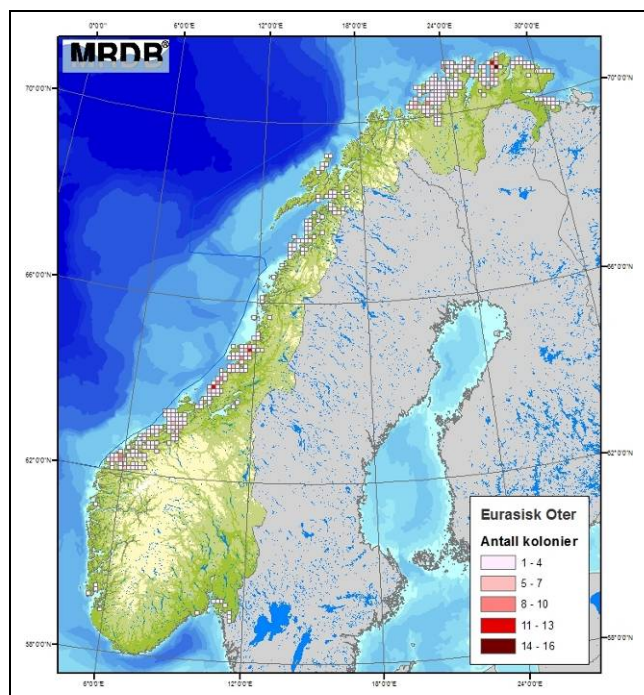 0°0'0" 6°0'0"E 12°0'0"E 18°0'0"E 24°0'0"E 30°0'0"E
MRDB®
70°0'0"N 70°0'0"N
66°0'0"N 66°0'0"N
62°0'0"N 62°0'0"N
58°0'0"N 58°0'0"N
Eurasisk Oter
Antall kolonier
1 - 4
5 - 7
8 - 10
11 - 13
14 - 16
6°0'0"E 12°0'0"E 18°0'0"E 24°0'0"E